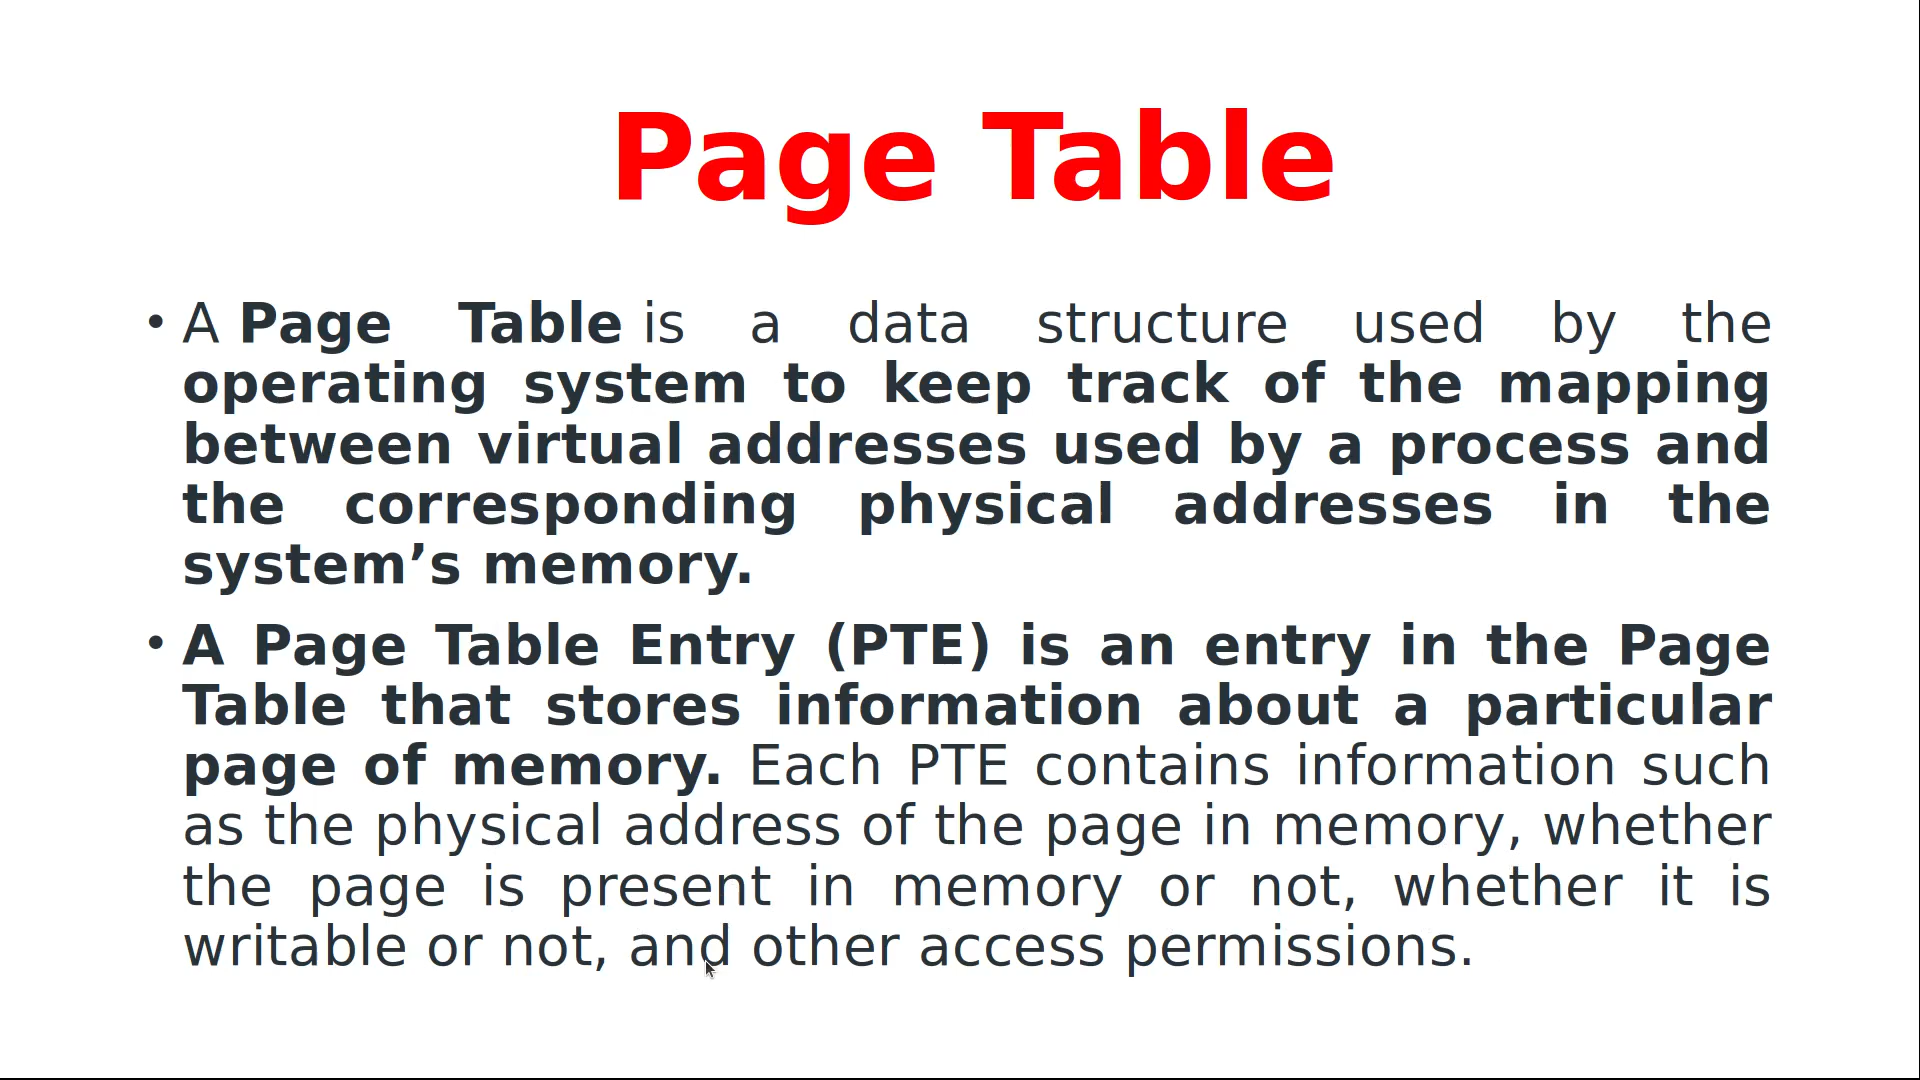 Page Table
• A Page Table is a data structure used by the
operating system to keep track of the mapping
between virtual addresses used by a process and
the corresponding physical addresses in the
system’s memory.
• A Page Table Entry (PTE) is an entry in the Page
Table that stores information about a particular
page of memory. Each PTE contains information such
as the physical address of the page in memory, whether
the page is present in memory or not, whether it is
writable or not, and other access permissions.